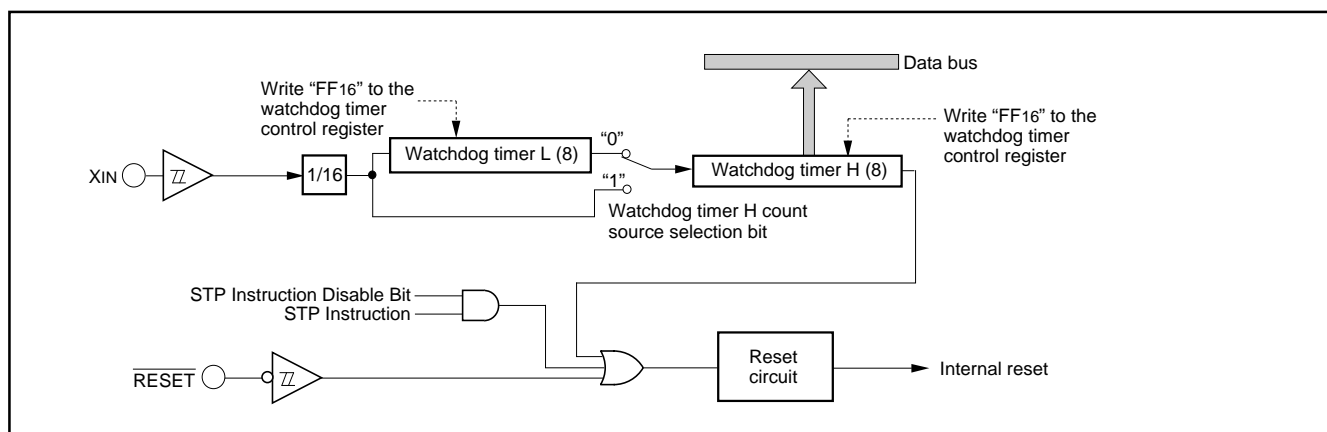 Data bus
Write “FF16” to the
watchdog timer
control register
Write “FF16” to the
watchdog timer
control register
“0”
Watchdog timer L (8)
Watchdog timer H (8)
XIN
1/16
“1”
Watchdog timer H count
source selection bit
STP Instruction Disable Bit
STP Instruction
RESET
Reset
circuit
Internal reset